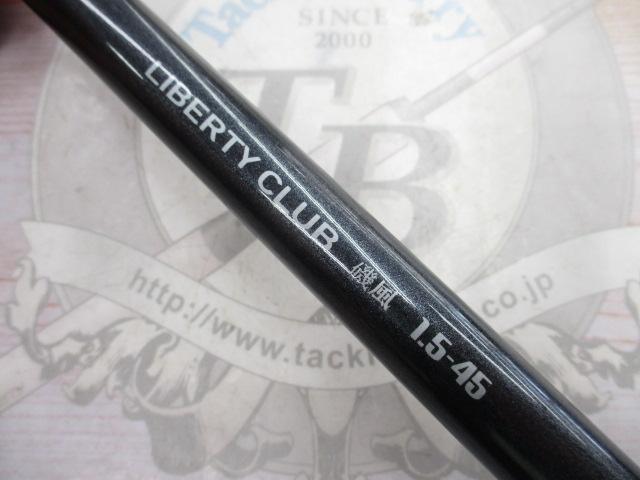 SINCE
2000
TB
LIBERTY CLUB 磯風 1.5-45
http://www.tack
.co.jp